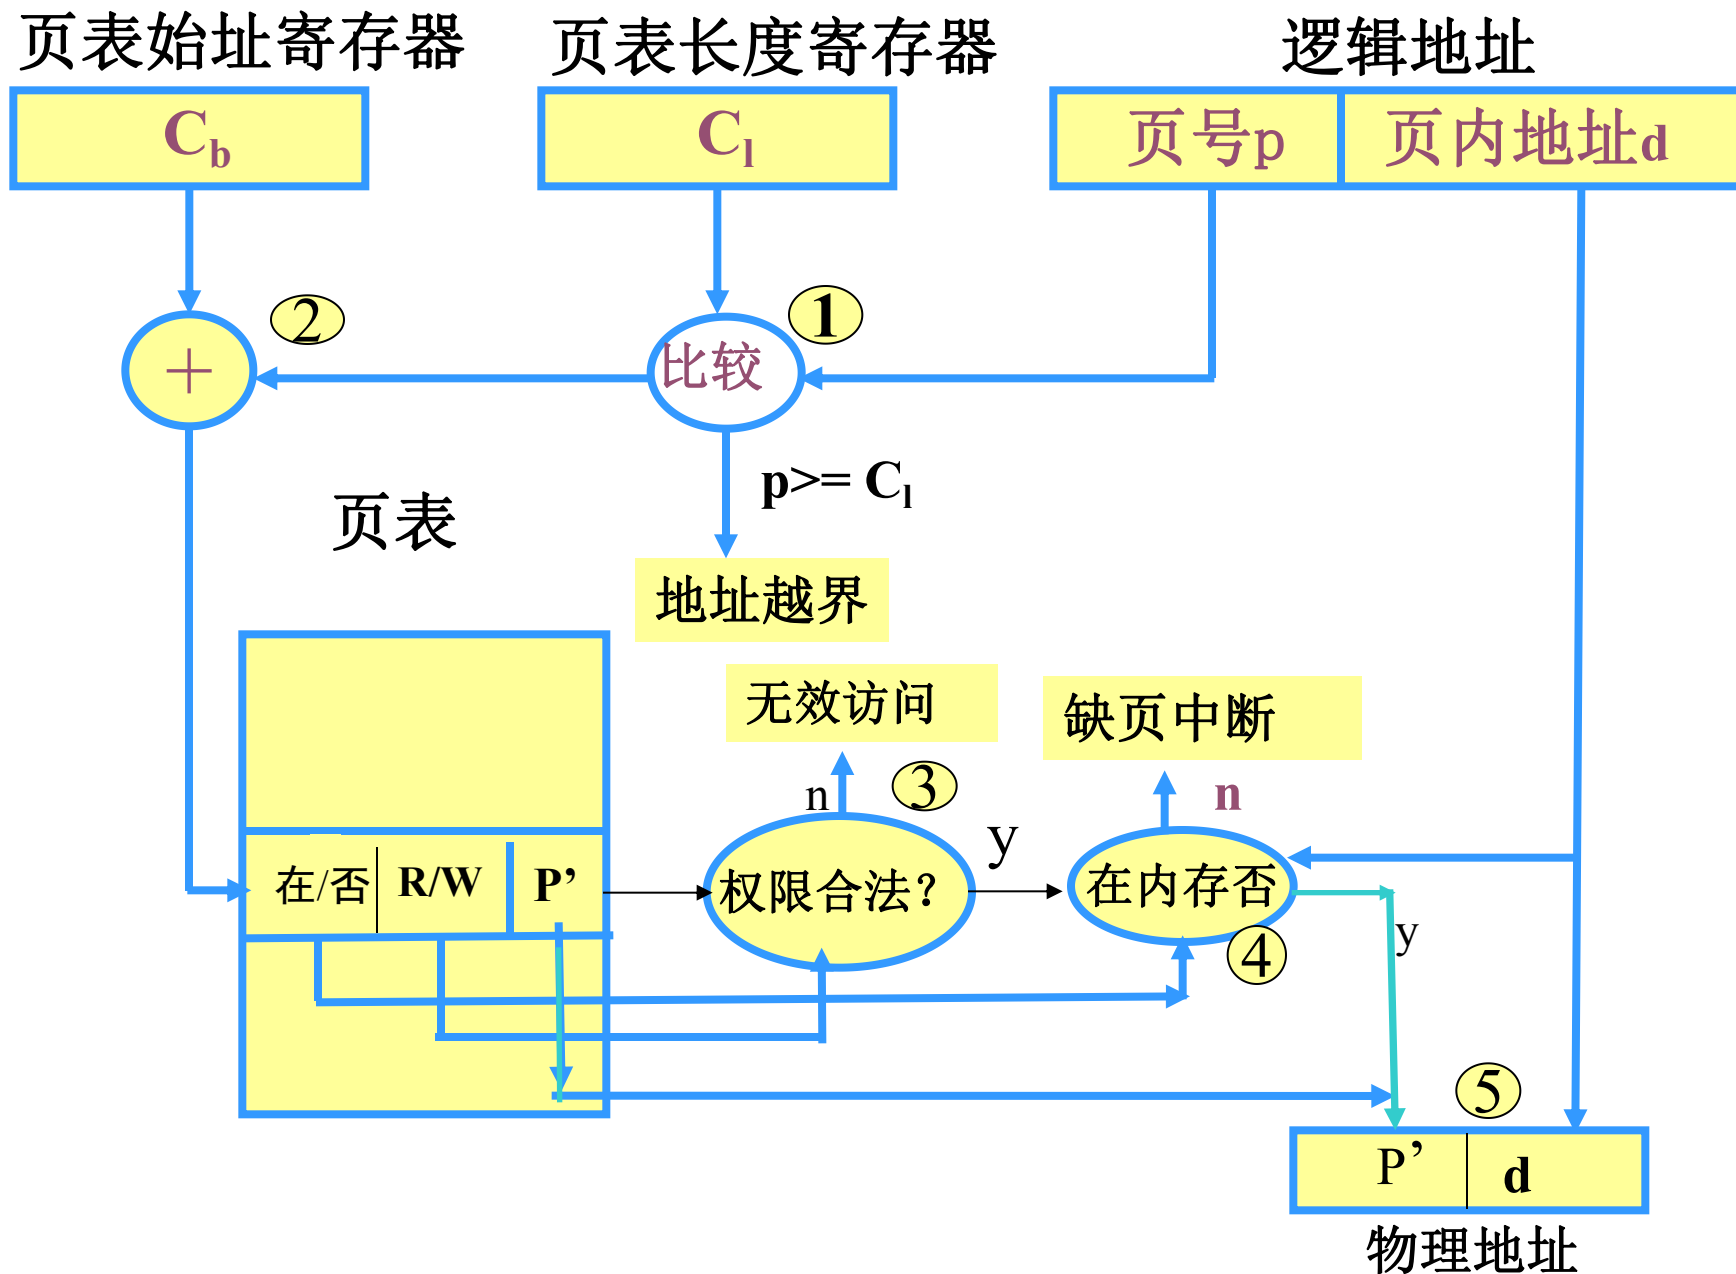 页表始址寄存器
页表长度寄存器
逻辑地址
Cb
Cl
页号p
页内地址d
2
1
+
比较
p>= Cl
页表
地址越界
无效访问
缺页中断
n
3
n
y
在/否
R/W
P’
权限合法？
在内存否
4
y
5
P’
d
物理地址